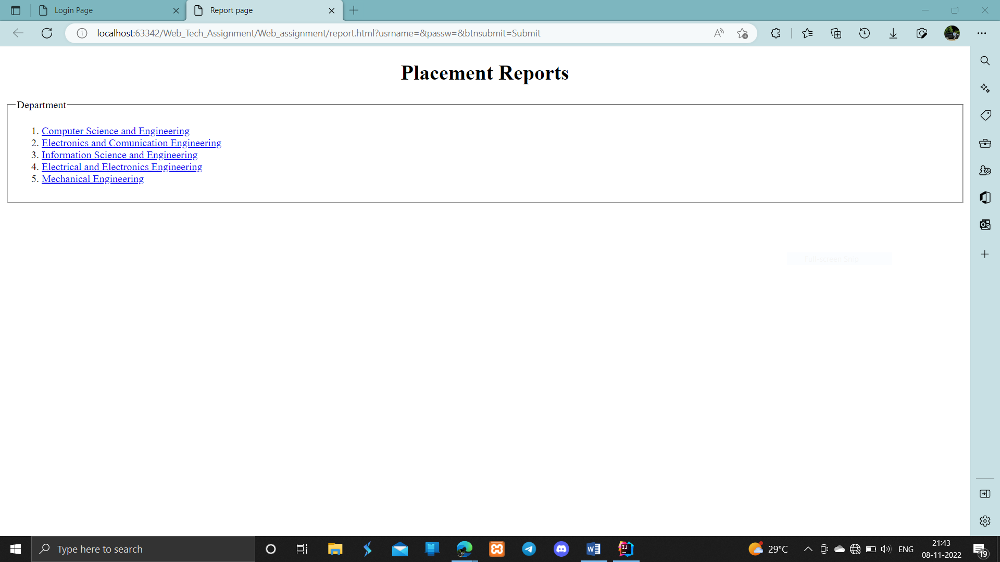 Login Page
Report page
localhost:63342/Web_Tech_Assignment/Web_assignment/report.html?usrname=&passw=&btnsubmit=Submit
Placement Reports
Department
1. Computer Science and Engineering
2. Electronics and Comunication Engineering
3. Information Science and Engineering
4. Electrical and Electronics Engineering
5. Mechanical Engineering
Full-screen Snip
Type here to search
29°C
ENG
21:43
08-11-2022
19